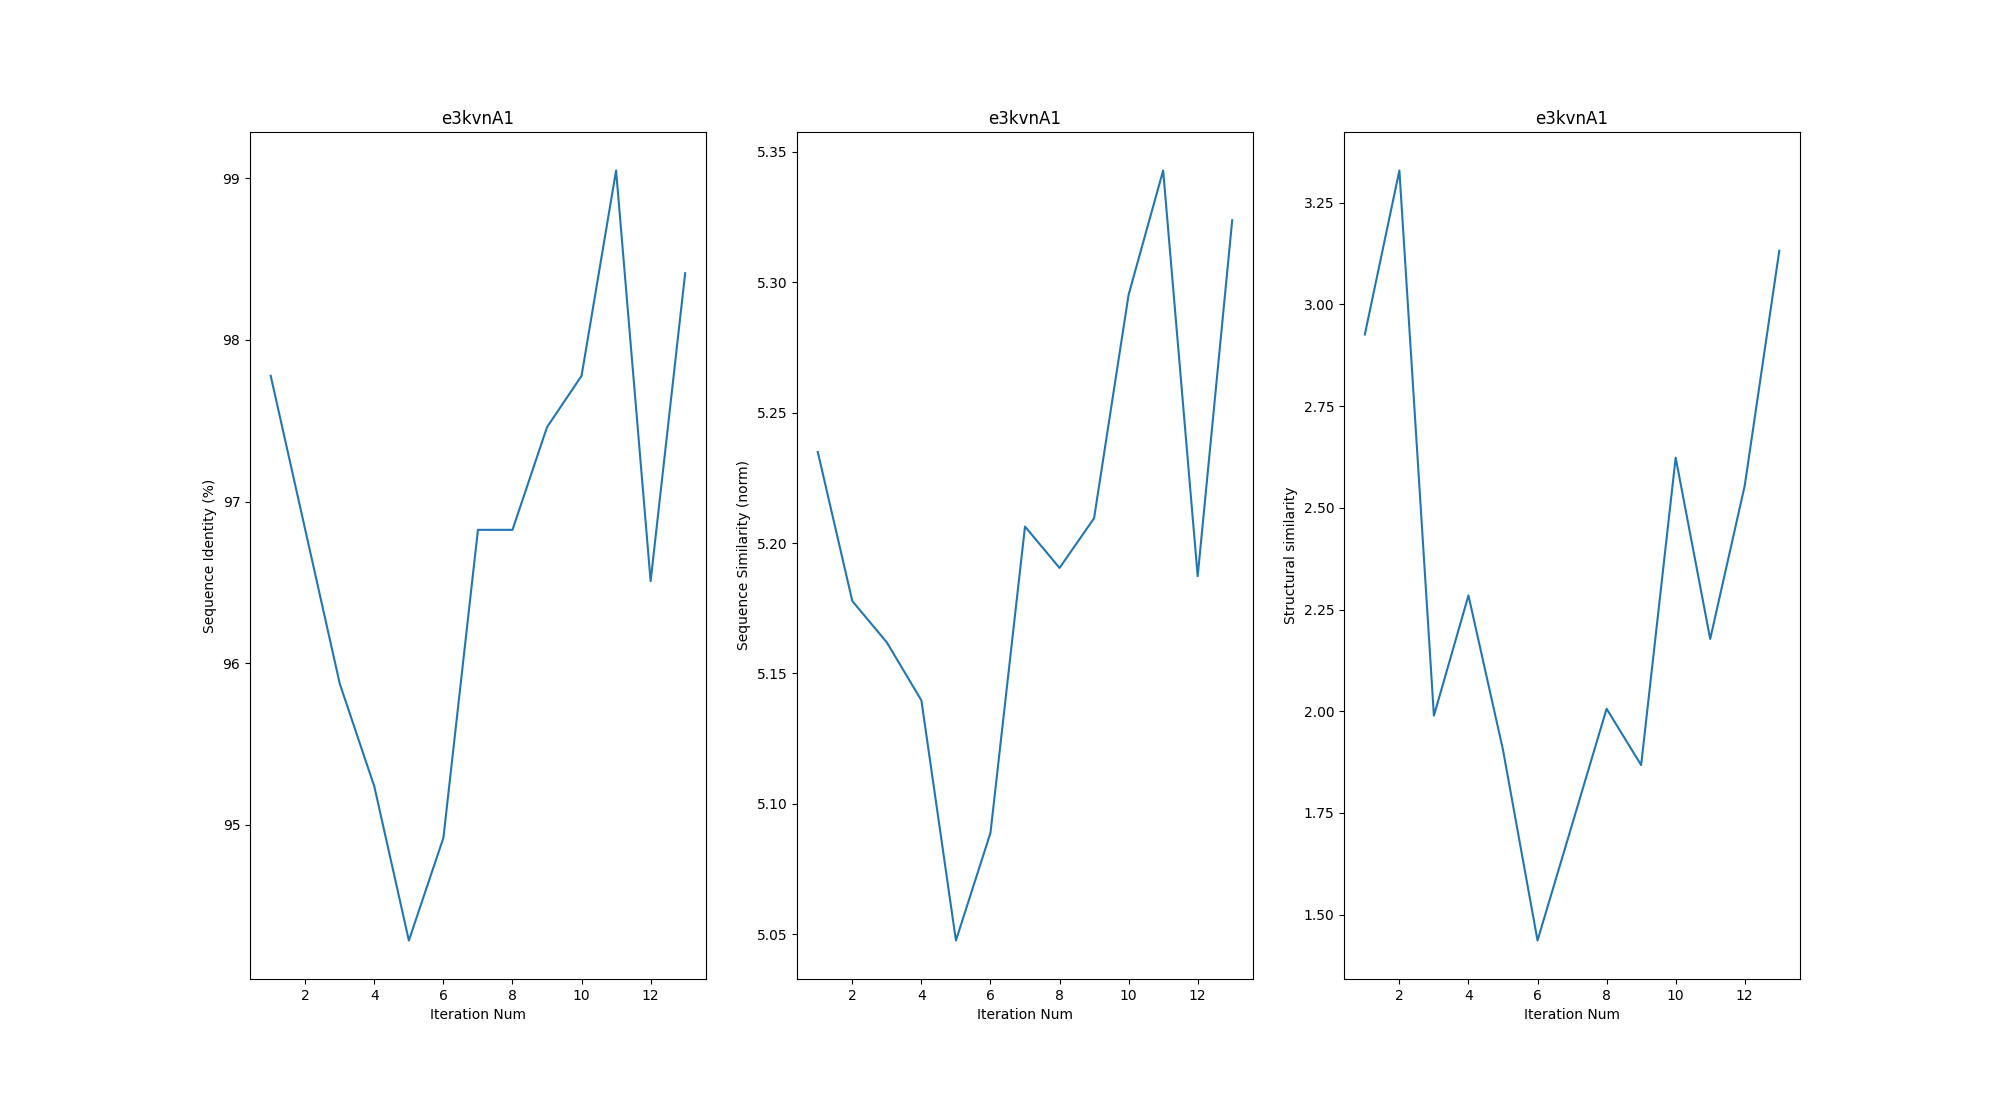 e3kvnA1
99
98
97
96
95
Sequence Identity (%)
2 4 6 8 10 12
Iteration Num
e3kvnA1
5.35
5.30
5.25
5.20
5.15
5.10
5.05
Sequence Similarity (norm)
2 4 6 8 10 12
Iteration Num
e3kvnA1
3.25
3.00
2.75
2.50
2.25
2.00
1.75
1.50
Structural similarity
2 4 6 8 10 12
Iteration Num